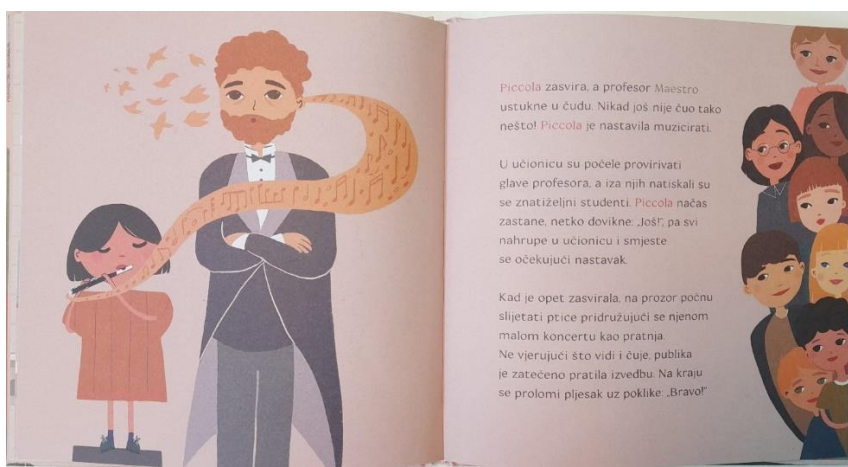 Piccola zasvira, a profesor Maestro
ustukne u čudu. Nikad još nije čuo tako
nešto! Piccola je nastavila muzicirati.
U učionicu su počele provirivati
glave profesora, a iza njih natiskali su
se znatiželjni studenti. Piccola načas
zastane, netko dovikne: „Još!”, pa svi
nahrupe u učionicu i smjeste
se očekujući nastavak.
Kad je opet zasvirala, na prozor počnu
slijetati ptice pridružujući se njenom
malom koncertu kao pratnja.
Ne vjerujući što vidi i čuje, publika
je zatečeno pratila izvedbu. Na kraju
se prolomi pljesak uz poklike: „Bravo!”